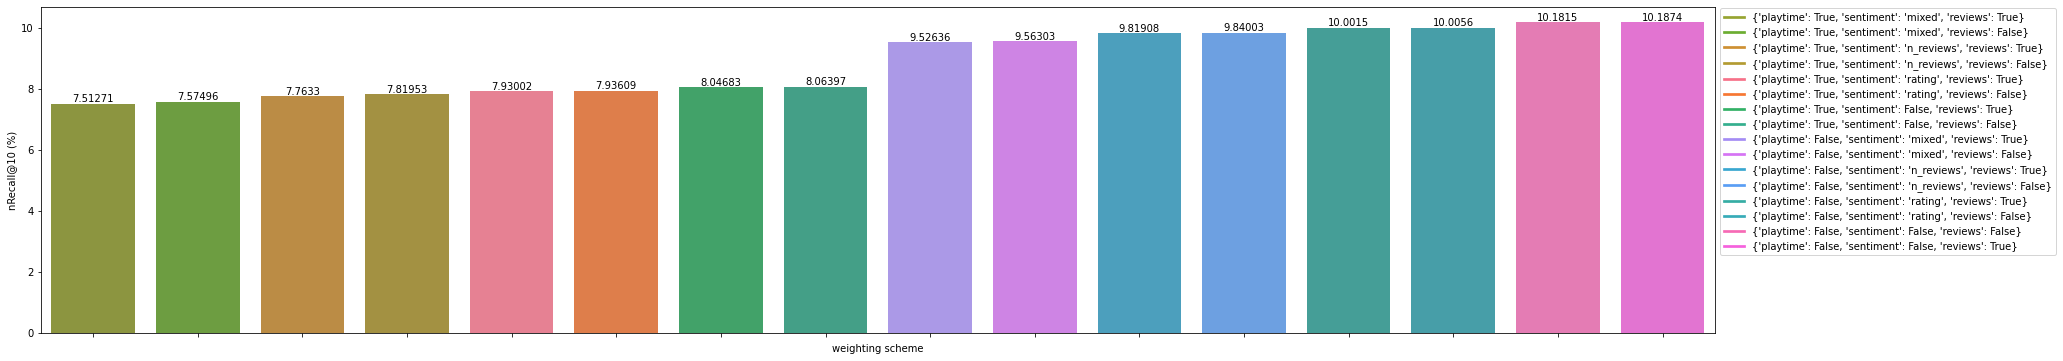 10
8
6
4
2
0
nRecall@10 (%)
7.51271
7.57496
7.7633
7.81953
7.93002
7.93609
8.04683
8.06397
9.52636
9.56303
9.81908
9.84003
10.0015
10.0056
10.1815
10.1874
weighting scheme
{'playtime': True, 'sentiment': 'mixed', 'reviews': True}
{'playtime': True, 'sentiment': 'mixed', 'reviews': False}
{'playtime': True, 'sentiment': 'n_reviews', 'reviews': True}
{'playtime': True, 'sentiment': 'n_reviews', 'reviews': False}
{'playtime': True, 'sentiment': 'rating', 'reviews': True}
{'playtime': True, 'sentiment': 'rating', 'reviews': False}
{'playtime': True, 'sentiment': False, 'reviews': True}
{'playtime': True, 'sentiment': False, 'reviews': False}
{'playtime': False, 'sentiment': 'mixed', 'reviews': True}
{'playtime': False, 'sentiment': 'mixed', 'reviews': False}
{'playtime': False, 'sentiment': 'n_reviews', 'reviews': True}
{'playtime': False, 'sentiment': 'n_reviews', 'reviews': False}
{'playtime': False, 'sentiment': 'rating', 'reviews': True}
{'playtime': False, 'sentiment': 'rating', 'reviews': False}
{'playtime': False, 'sentiment': False, 'reviews': False}
{'playtime': False, 'sentiment': False, 'reviews': True}